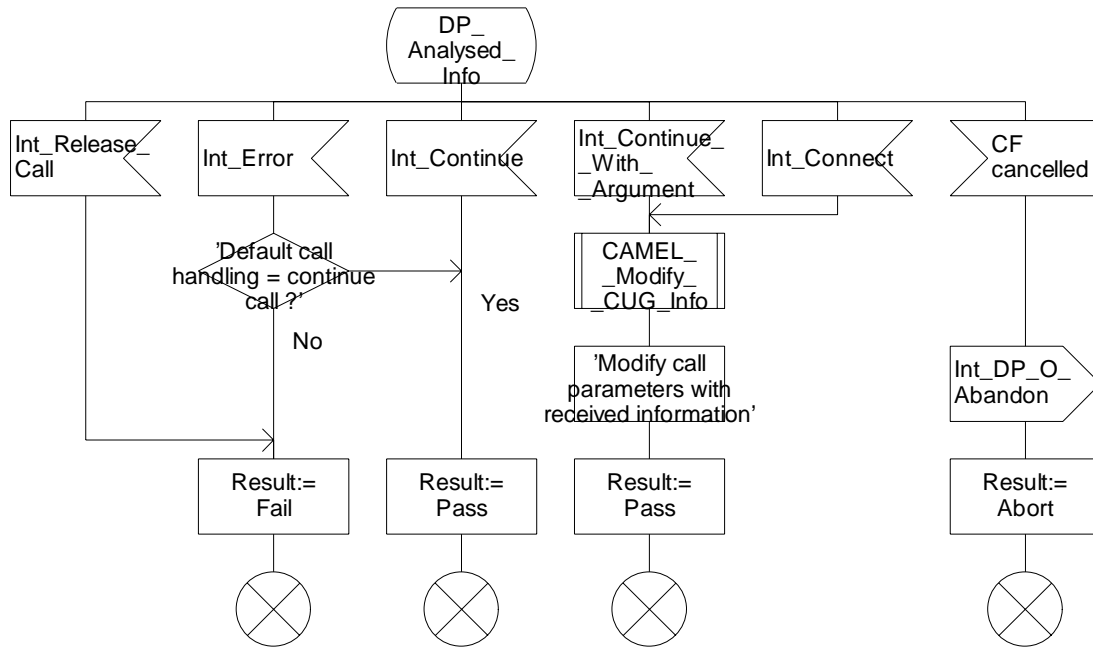 DP_
Analysed_
Info
Int_Release_
Call
Int_Error
Int_Continue
Int_Continue_
_With_
_Argument
Int_Connect
CF
cancelled
'Default call
handling = continue
call ?'
Yes
No
CAMEL_
_Modify_
_CUG_Info
'Modify call
parameters with
received information'
Int_DP_O_
Abandon
Result:=
Fail
Result:=
Pass
Result:=
Pass
Result:=
Abort